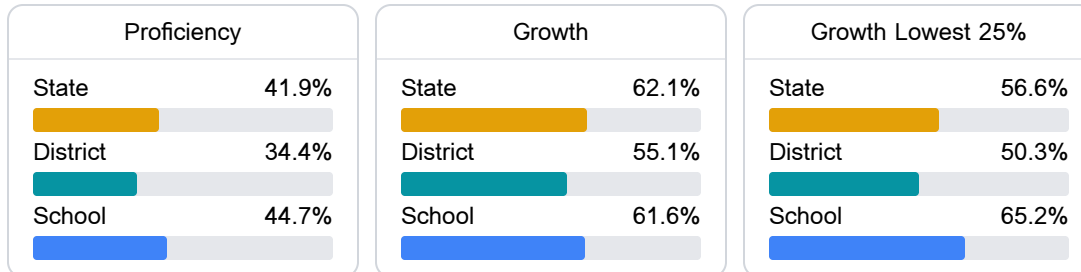 Proficiency
State 41.9%
District 34.4%
School 44.7%
Growth
State 62.1%
District 55.1%
School 61.6%
Growth Lowest 25%
State 56.6%
District 50.3%
School 65.2%